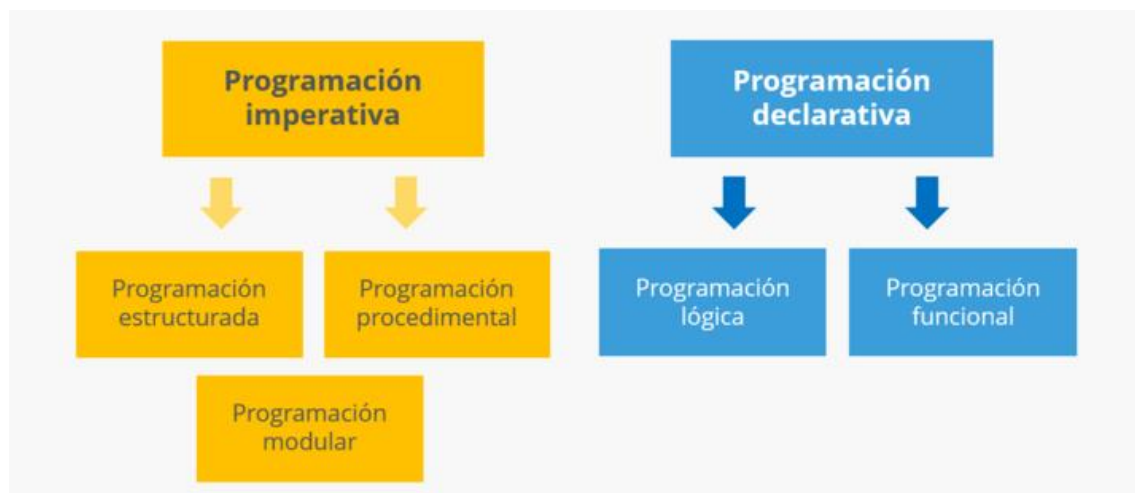 Programación
imperativa
Programación
declarativa
Programación
estructurada
Programación
procedimental
Programación
lógica
Programación
funcional
Programación
modular